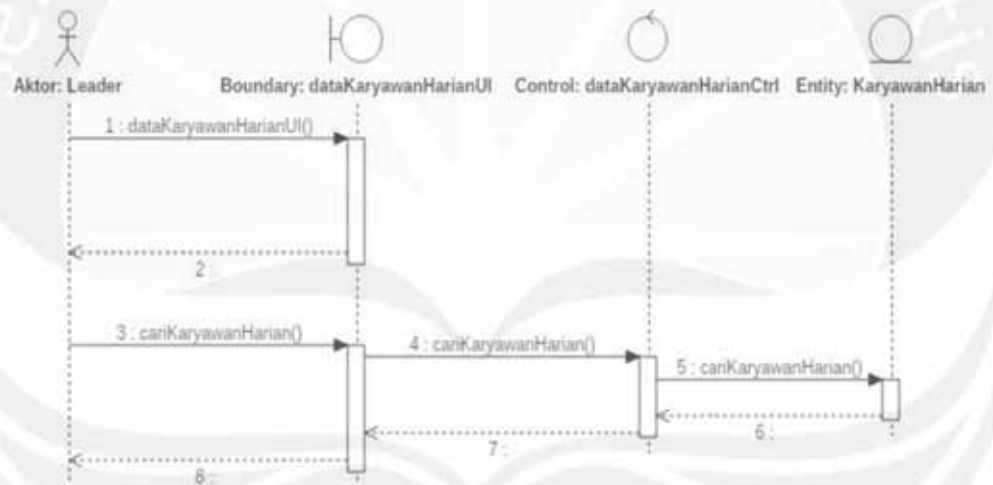 Aktor: Leader
Boundary: dataKaryawanHarianUI
Control: dataKaryawanHarianCtrl
Entity: KaryawanHarian
1 : dataKaryawanHarianUI()
2 :
3 : cariKaryawanHarian()
4 : cariKaryawanHarian()
5 : cariKaryawanHarian()
6 :
7 :
8 :